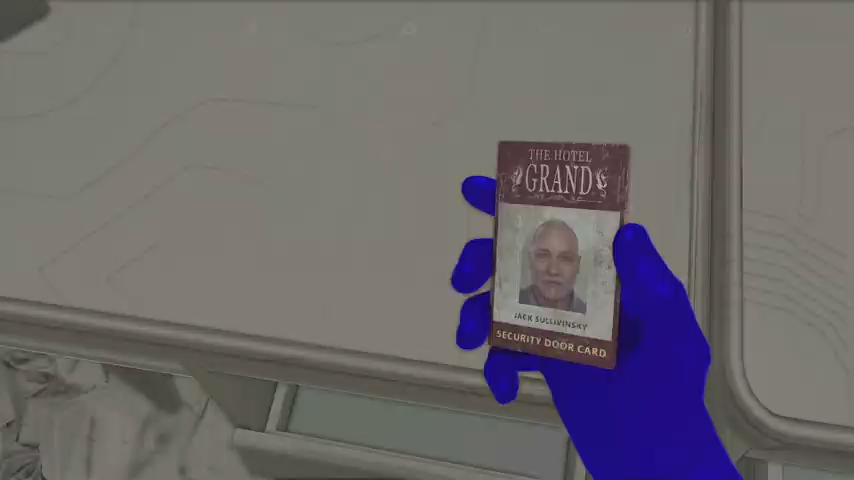 THE HOTEL
GRAND
JACK SULLIVINSKY
SECURITY DOOR CARD